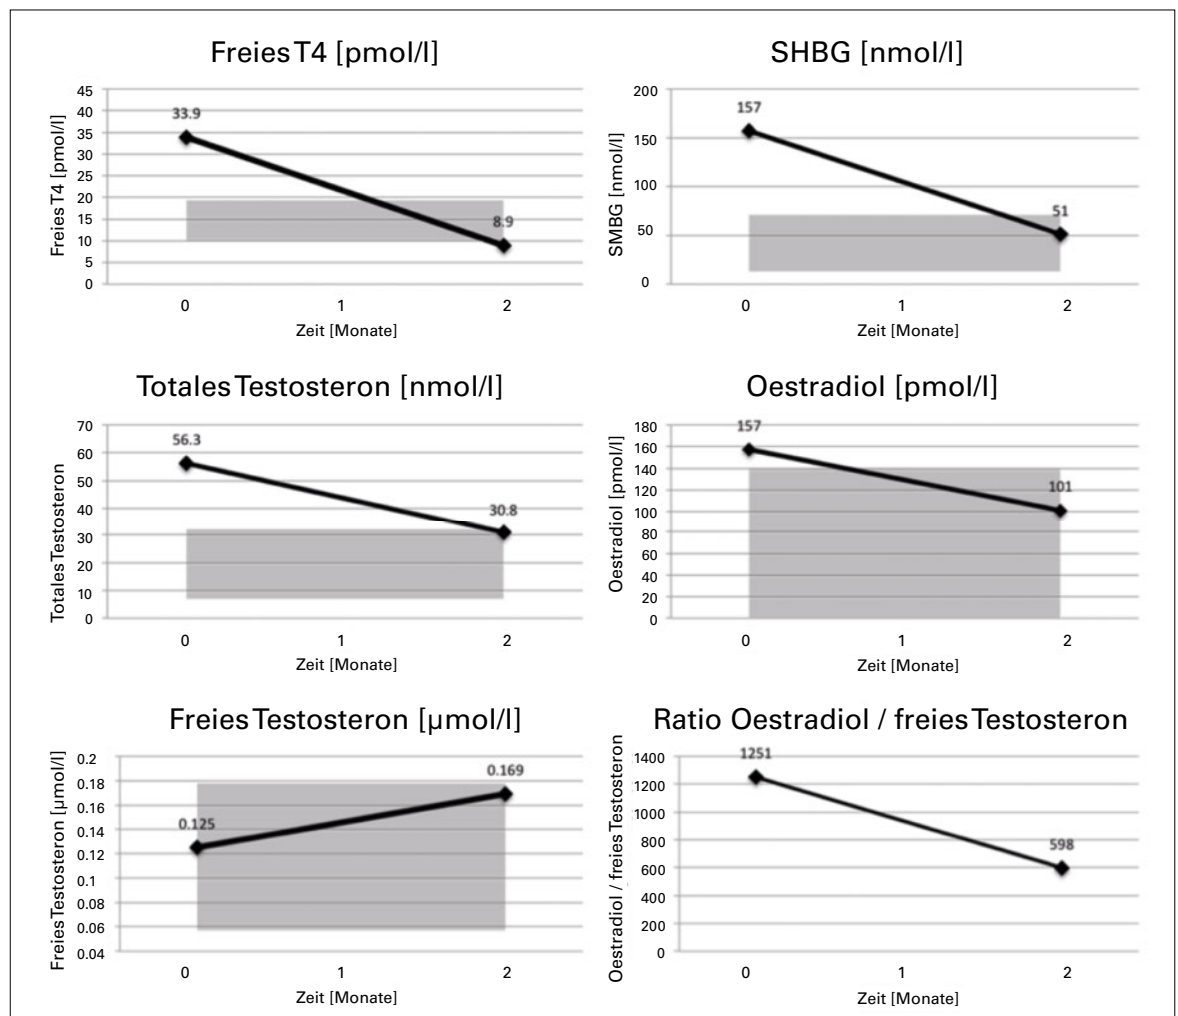 Freies T4 [pmol/l]
Freies T4 [pmol/l]
45
40
35
30
25
20
15
10
5
0
33.9
8.9
0 1 2
Zeit [Monate]
SHBG [nmol/l]
SMBG [nmol/l]
200
150
100
50
0
157
51
0 1 2
Zeit [Monate]
Totales Testosteron [nmol/l]
Totales Testosteron
70
60
50
40
30
20
10
0
56.3
30.8
0 1 2
Zeit [Monate]
Oestradiol [pmol/l]
Oestradiol [pmol/l]
180
160
140
120
100
80
60
40
20
0
157
101
0 1 2
Zeit [Monate]
Freies Testosteron [µmol/l]
Freies Testosteron [µmol/l]
0.2
0.18
0.16
0.14
0.12
0.1
0.08
0.06
0.04
0.125
0.169
0 1 2
Zeit [Monate]
Ratio Oestradiol / freies Testosteron
Oestradiol / freies Testosteron
1400
1200
1000
800
600
400
200
0
1251
598
0 1 2
Zeit [Monate]